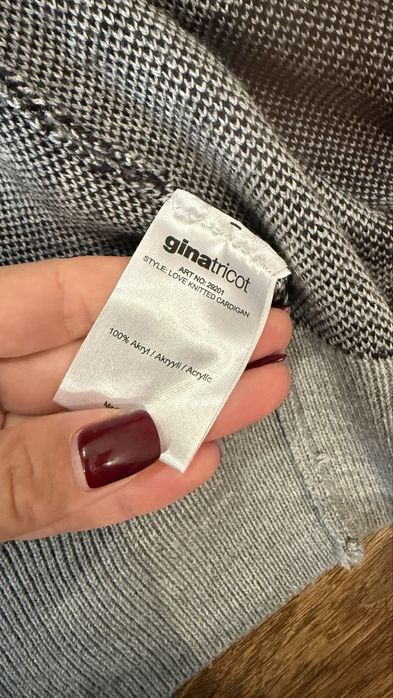 ginatricot
ART NO: 29201
STYLE: LOVE KNITTED CARDIGAN
100% Akryl / Akryyli / Acrylic